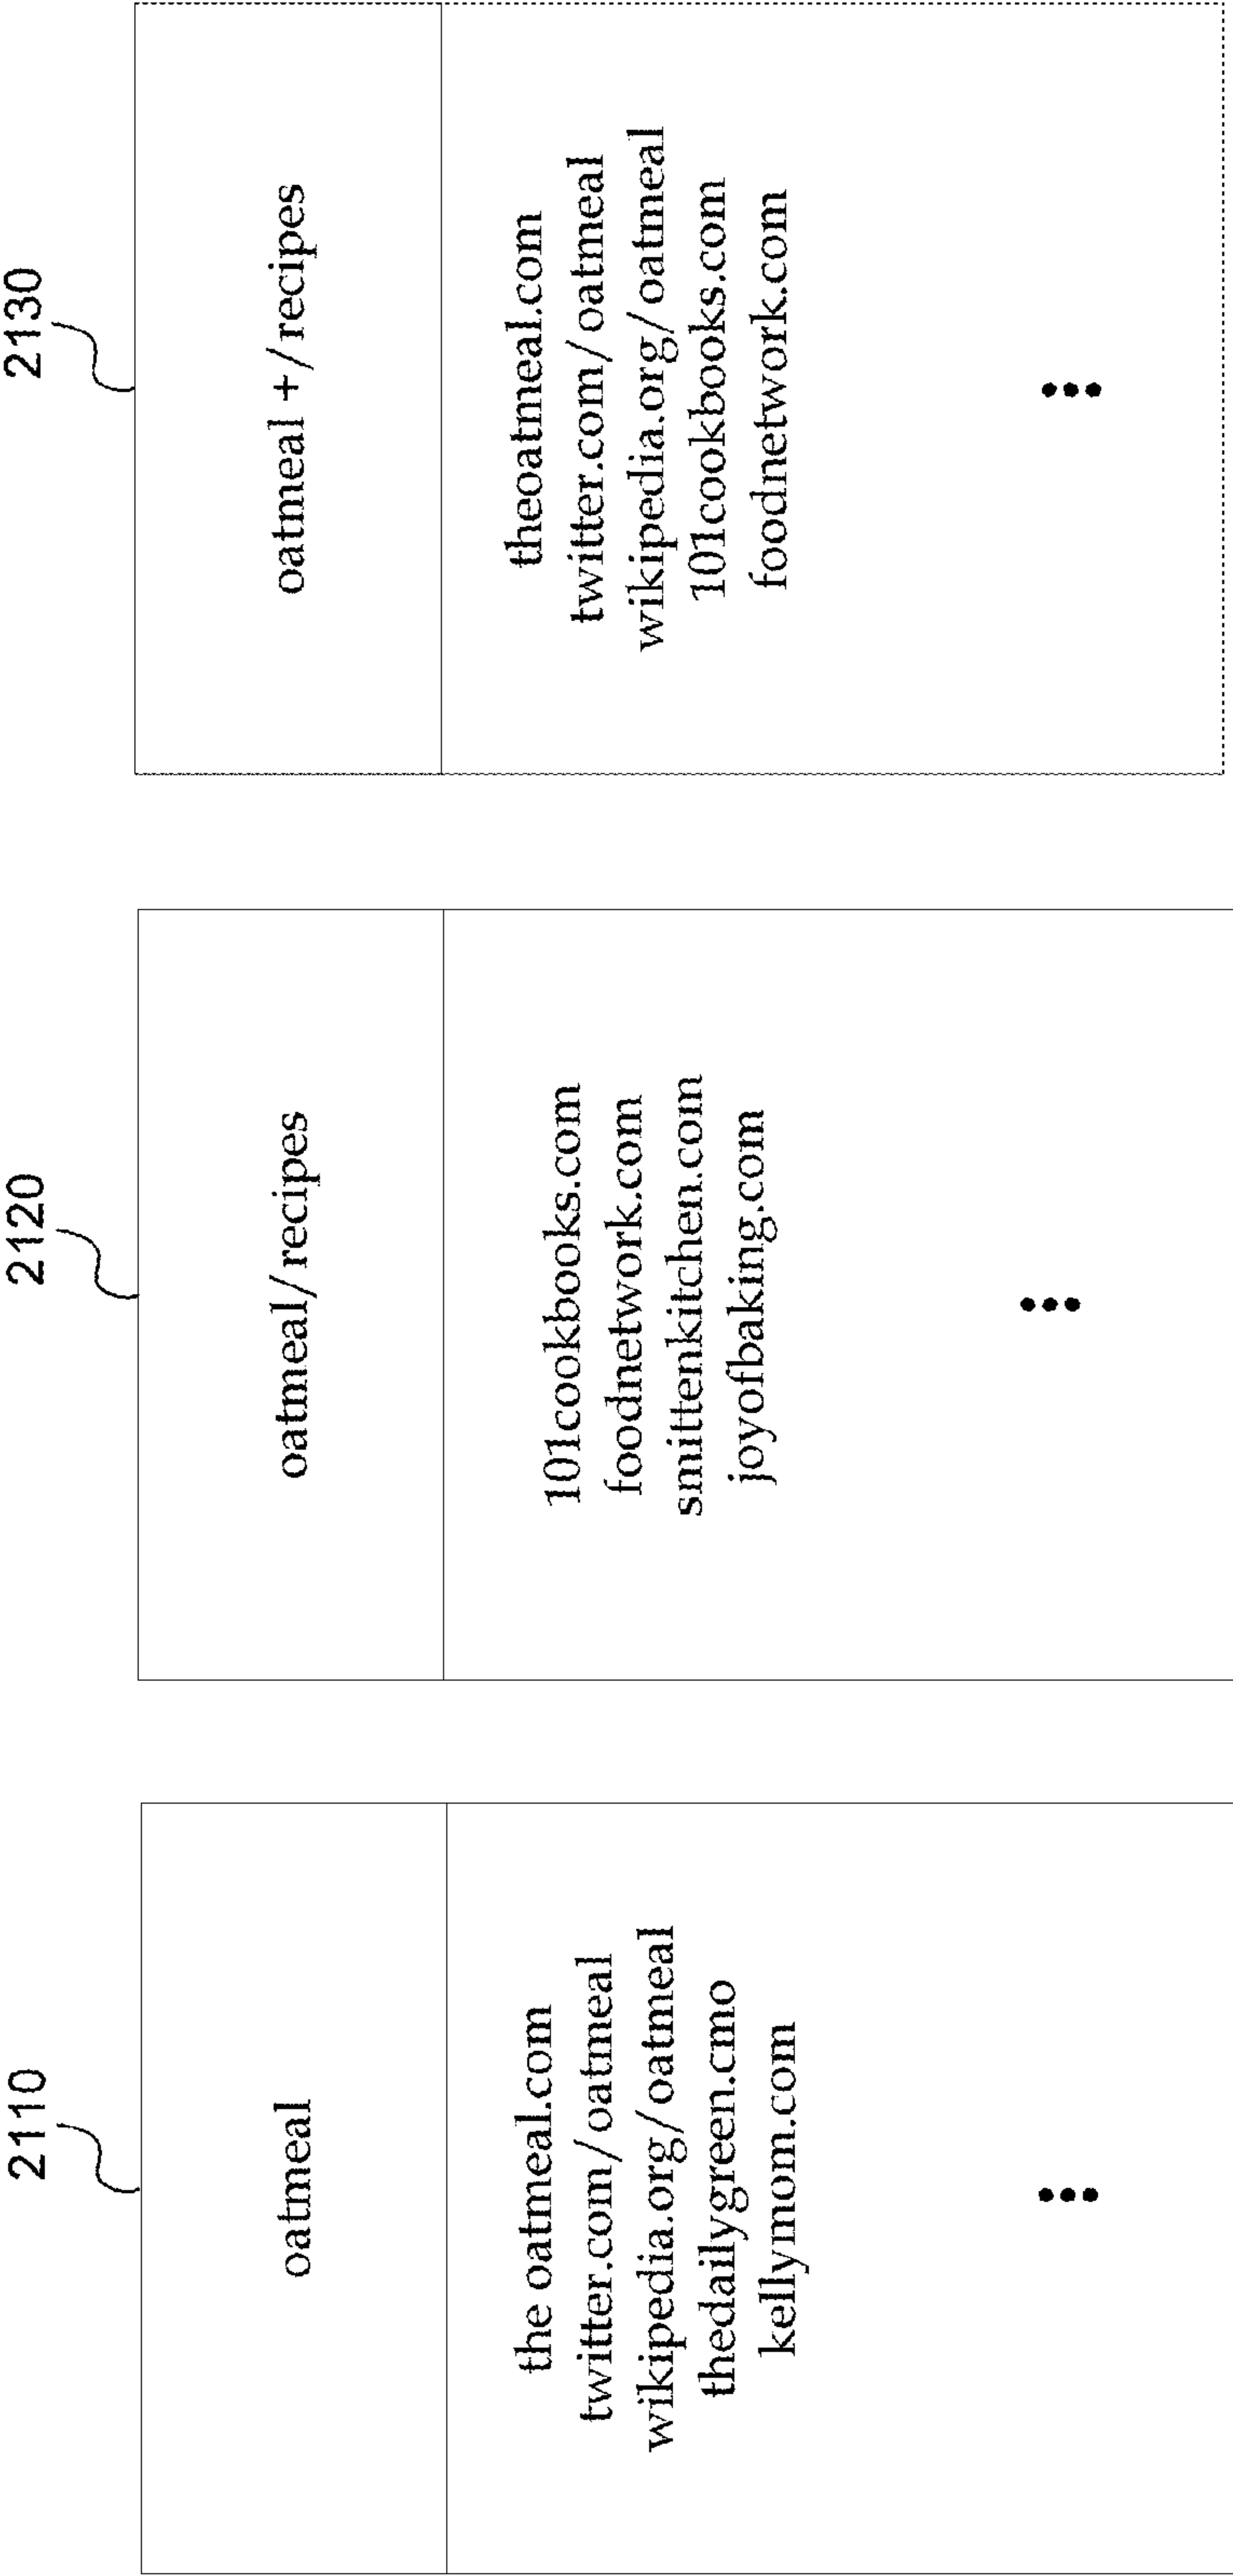 2110
oatmeal
the oatmeal.com
twitter.com/oatmeal
wikipedia.org/oatmeal
thedailygreen.cmo
kellymom.com
2120
oatmeal/recipes
101cookbooks.com
foodnetwork.com
smittenkitchen.com
joyofbaking.com
2130
oatmeal +/recipes
theoatmeal.com
twitter.com/oatmeal
wikipedia.org/oatmeal
101cookbooks.com
foodnetwork.com